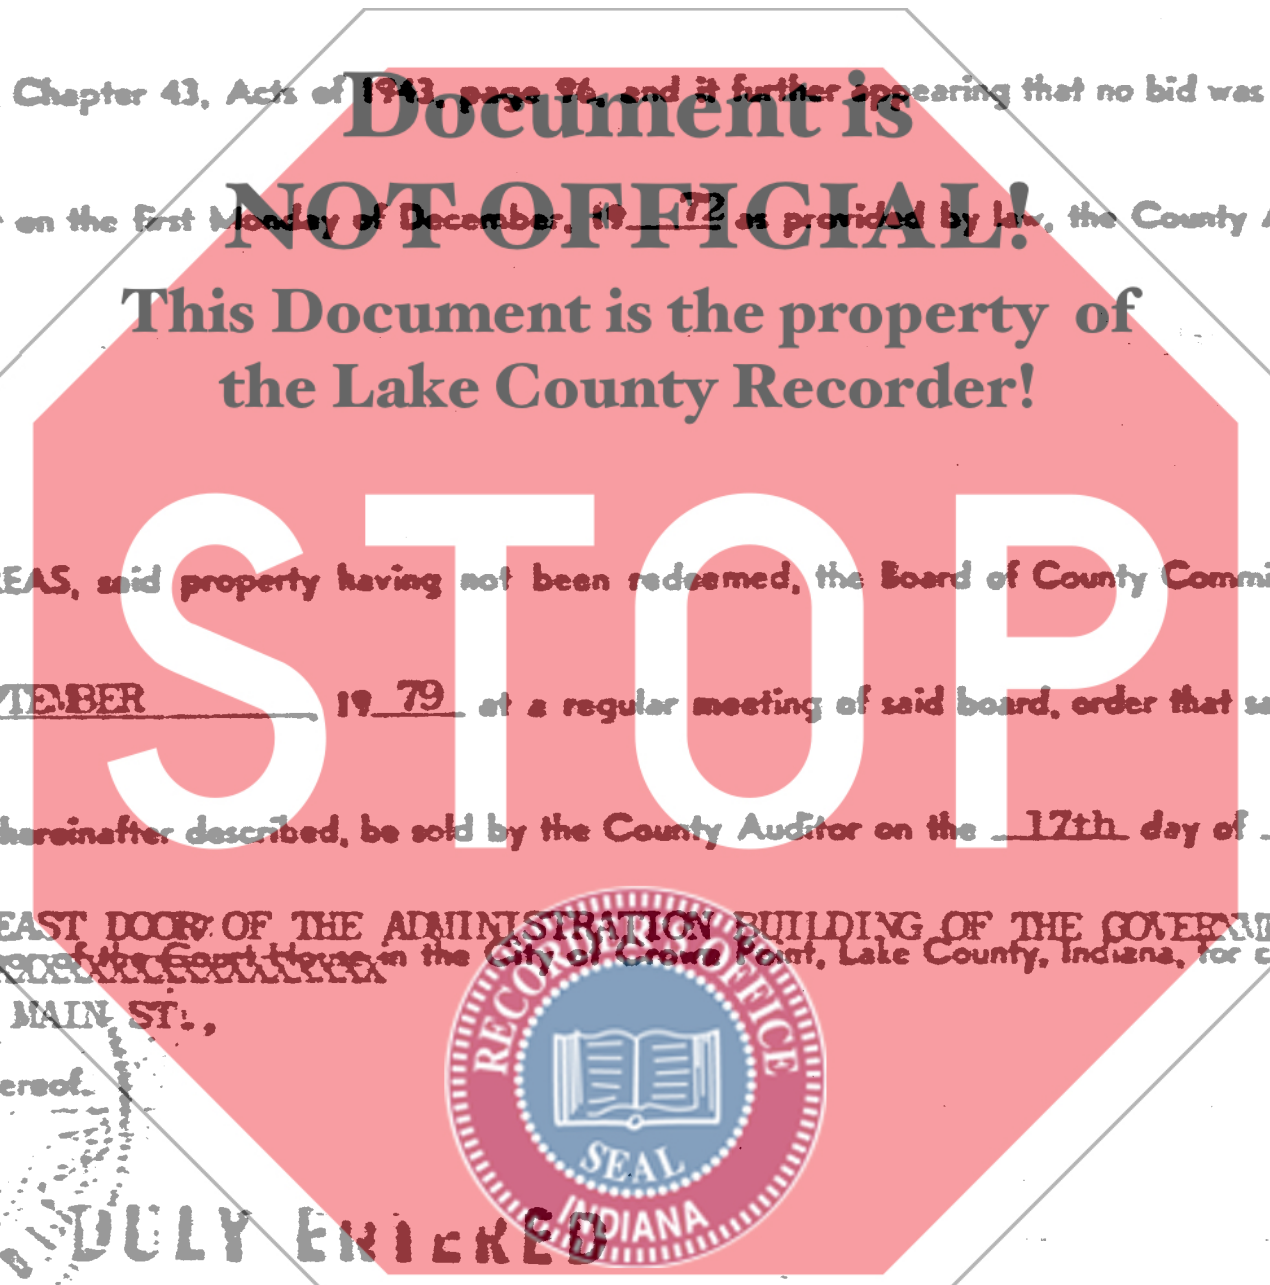 Chapter 43, Acts of 1943, page 96, and it further appearing that no bid was
Document is
on the first Monday of December, 19 72 as provided by law, the County
NOT OFFICIAL!
This Document is the property of
the Lake County Recorder!
STOP
EAS, said property having not been redeemed, the Board of County Commi
TEMBER 19 79 at a regular meeting of said board, order that sa
hereinafter described, be sold by the County Auditor on the 17th day of
EAST DOOR OF THE ADMINISTRATION BUILDING OF THE GOVERNM
of the Court House in the City of Crown Point, Lake County, Indiana, for c
MAIN ST.,
ereof.
RECORDER'S OFFICE
SEAL
INDIANA
DULY ENTERED